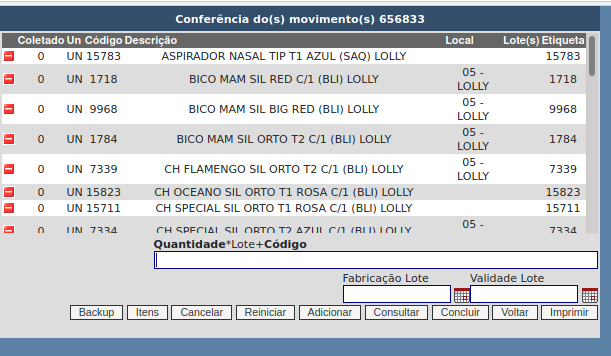 Conferência do(s) movimento(s) 656833
Coletado Un Código Descrição Local Lote(s) Etiqueta
0 UN 15783 ASPIRADOR NASAL TIP T1 AZUL (SAQ) LOLLY 15783
0 UN 1718 BICO MAM SIL RED C/1 (BLI) LOLLY 05 - LOLLY 1718
0 UN 9968 BICO MAM SIL BIG RED (BLI) LOLLY 05 - LOLLY 9968
0 UN 1784 BICO MAM SIL ORTO T2 C/1 (BLI) LOLLY 05 - LOLLY 1784
0 UN 7339 CH FLAMENGO SIL ORTO T2 (BLI) LOLLY 05 - LOLLY 7339
0 UN 15823 CH OCEANO SIL ORTO T1 ROSA C/1 (BLI) LOLLY 15823
0 UN 15711 CH SPECIAL SIL ORTO T1 ROSA C/1 (BLI) LOLLY 15711
0 UN 7334 CH SPECIAL SIL ORTO T2 AZUL C/1 (BLI) LOLLY 05 - 7334
Quantidade*Lote+Código
Fabricação Lote Validade Lote
Backup Itens Cancelar Reiniciar Adicionar Consultar Concluir Voltar Imprimir